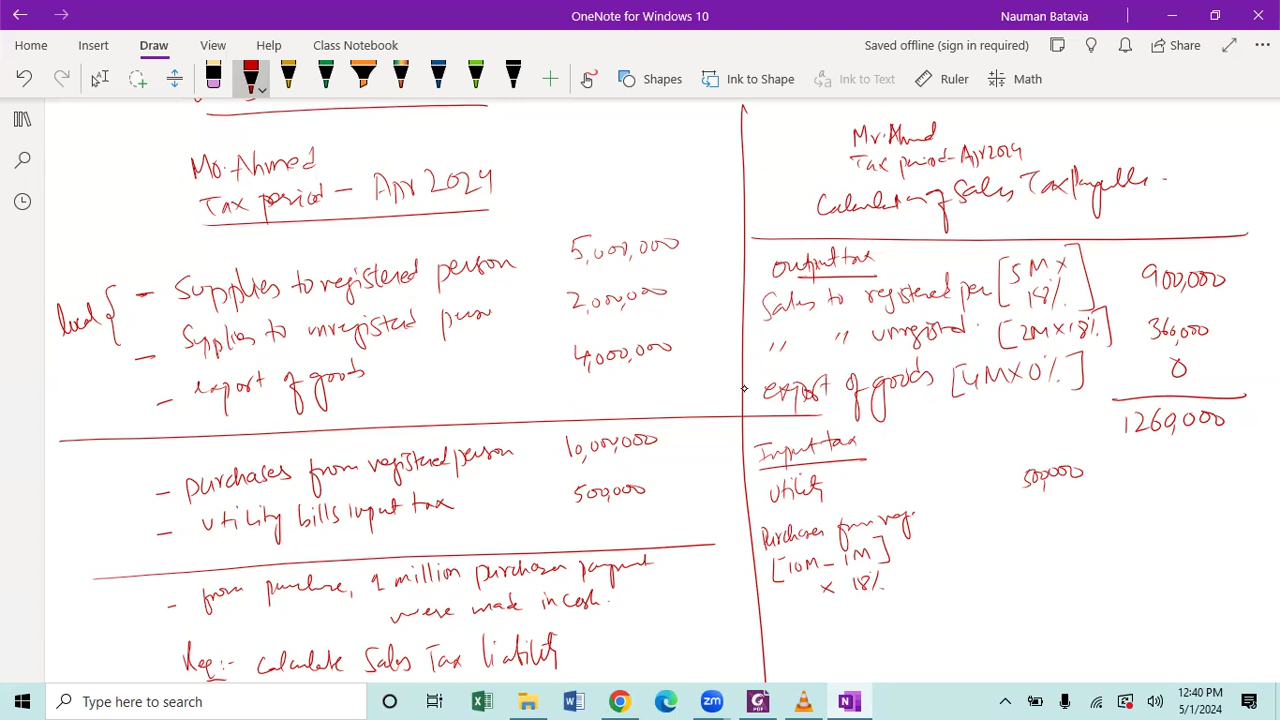 OneNote for Windows 10
Nauman Batavia
Home Insert Draw View Help Class Notebook
Saved offline (sign in required)
Share
Shapes
Ink to Shape
Ink to Text
Ruler
Math
Mr. Ahmed
Tax period - Apr 2024
local { - Supplies to registered person 5,000,000
- Supplies to unregistered person 2,000,000
- export of goods 4,000,000
- purchases from registered person 10,000,000
- utility bills input tax 500,000
- from purchase, 1 million purchases payment
were made in cash.
Req:- calculate Sales Tax liability
Mr. Ahmed
Tax period - Apr 2024
Calculation of Sales Tax Payable -
Output tax
Sales to registered per [5M x 18%] 900,000
,, ,, unregistered. [2M x 18%] 360,000
export of goods [4M x 0%] 0
1260,000
Input tax
Utility 500,000
Purchases from reg.
[10M - 1M]
x 18%
Type here to search
12:40 PM
5/1/2024